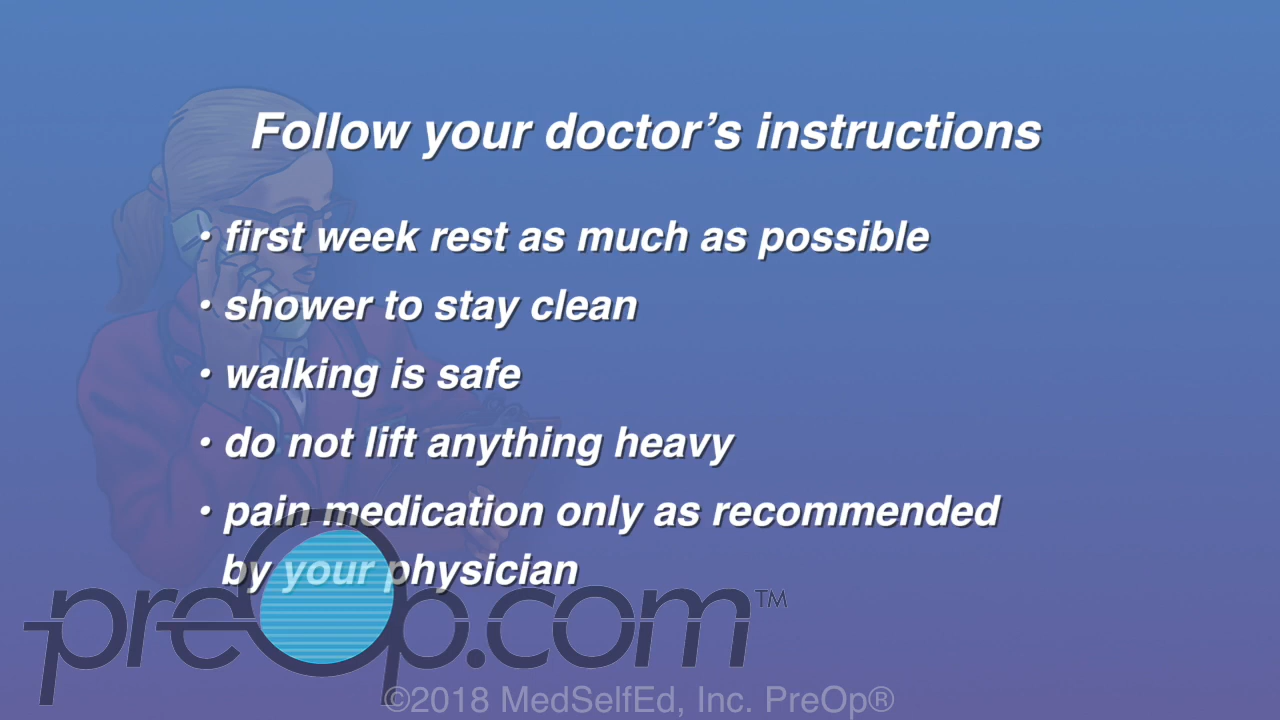 Follow your doctor’s instructions
• first week rest as much as possible
• shower to stay clean
• walking is safe
• do not lift anything heavy
• pain medication only as recommended
by your physician
preOp.com™
©2018 MedSelfEd, Inc. PreOp®